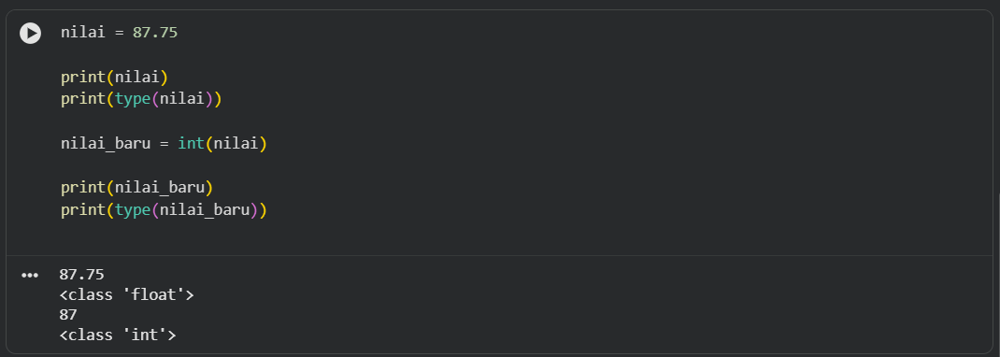 nilai = 87.75
print(nilai)
print(type(nilai))
nilai_baru = int(nilai)
print(nilai_baru)
print(type(nilai_baru))
87.75
<class 'float'>
87
<class 'int'>